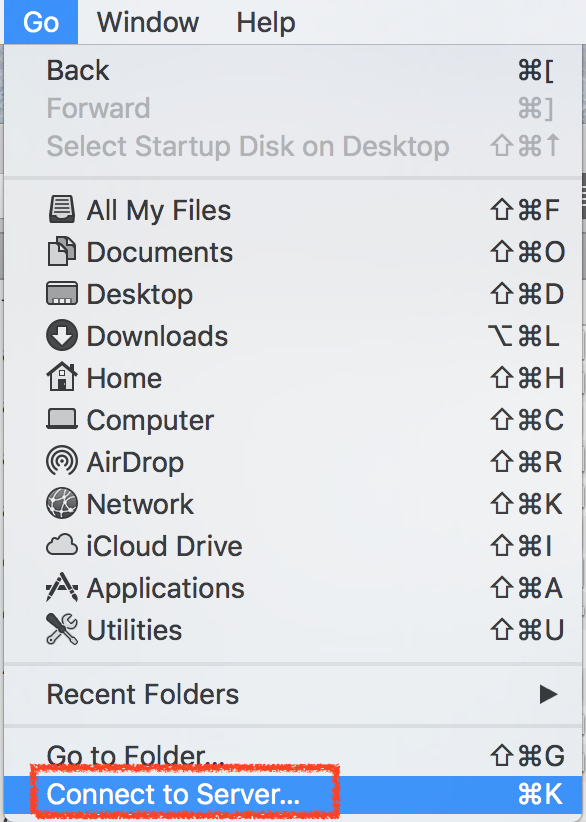 Go Window Help
Back ⌘[
Forward ⌘]
Select Startup Disk on Desktop ⇧⌘↑
All My Files ⇧⌘F
Documents ⇧⌘O
Desktop ⇧⌘D
Downloads ⌥⌘L
Home ⇧⌘H
Computer ⇧⌘C
AirDrop ⇧⌘R
Network ⇧⌘K
iCloud Drive ⇧⌘I
Applications ⇧⌘A
Utilities ⇧⌘U
Recent Folders ▶
Go to Folder... ⇧⌘G
Connect to Server... ⌘K